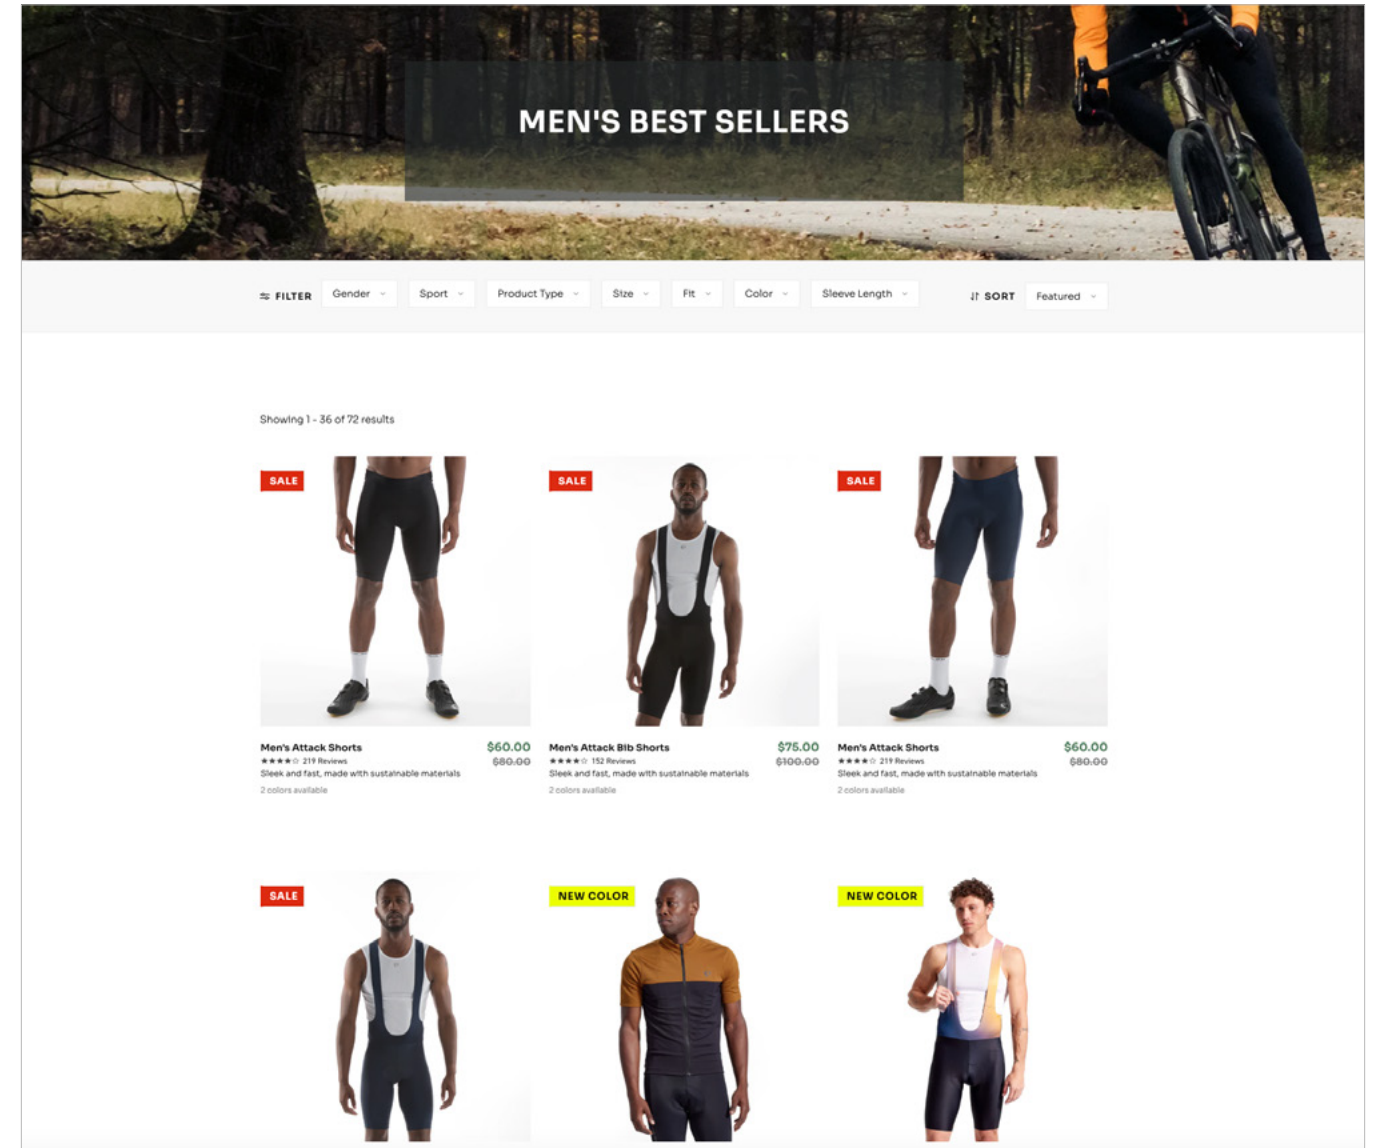 MEN'S BEST SELLERS
FILTER Gender Sport Product Type Size Fit Color Sleeve Length SORT Featured
Showing 1 - 36 of 72 results
SALE SALE SALE
Men's Attack Shorts $60.00
★★★★☆ 219 Reviews $80.00
Sleek and fast, made with sustainable materials
2 colors available
Men's Attack Bib Shorts $75.00
★★★★☆ 152 Reviews $100.00
Sleek and fast, made with sustainable materials
2 colors available
Men's Attack Shorts $60.00
★★★★☆ 219 Reviews $80.00
Sleek and fast, made with sustainable materials
2 colors available
SALE NEW COLOR NEW COLOR